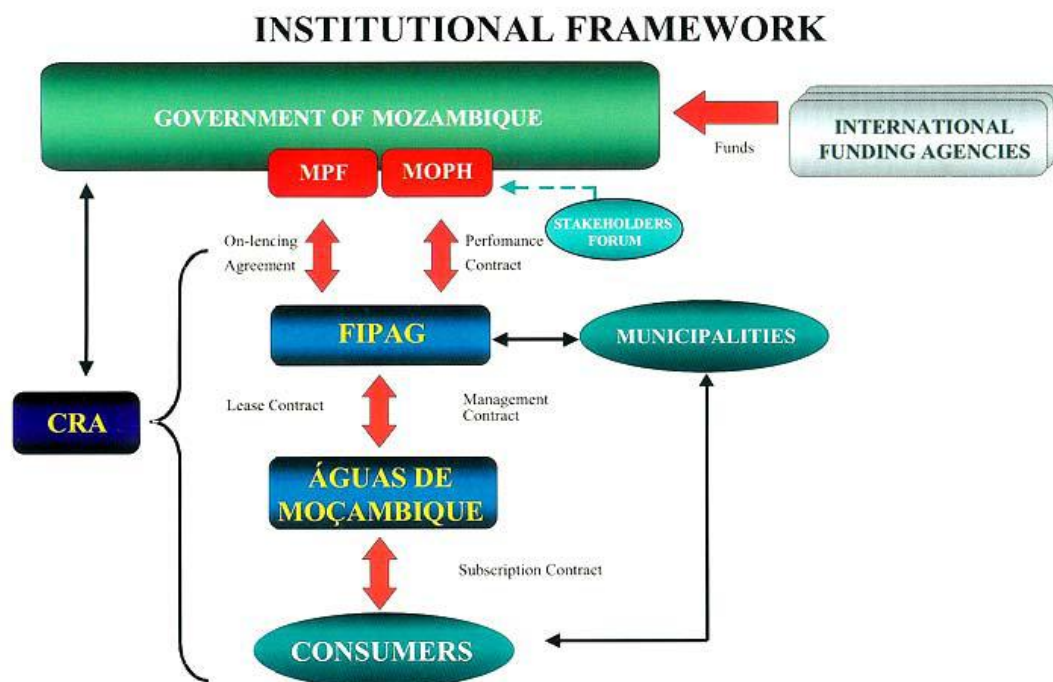 INSTITUTIONAL FRAMEWORK
GOVERNMENT OF MOZAMBIQUE
INTERNATIONAL
FUNDING AGENCIES
Funds
MPF
MOPH
STAKEHOLDERS
FORUM
On-lencing
Agreement
Perfomance
Contract
FIPAG
MUNICIPALITIES
CRA
Lease Contract
Management
Contract
ÁGUAS DE
MOÇAMBIQUE
Subscription Contract
CONSUMERS